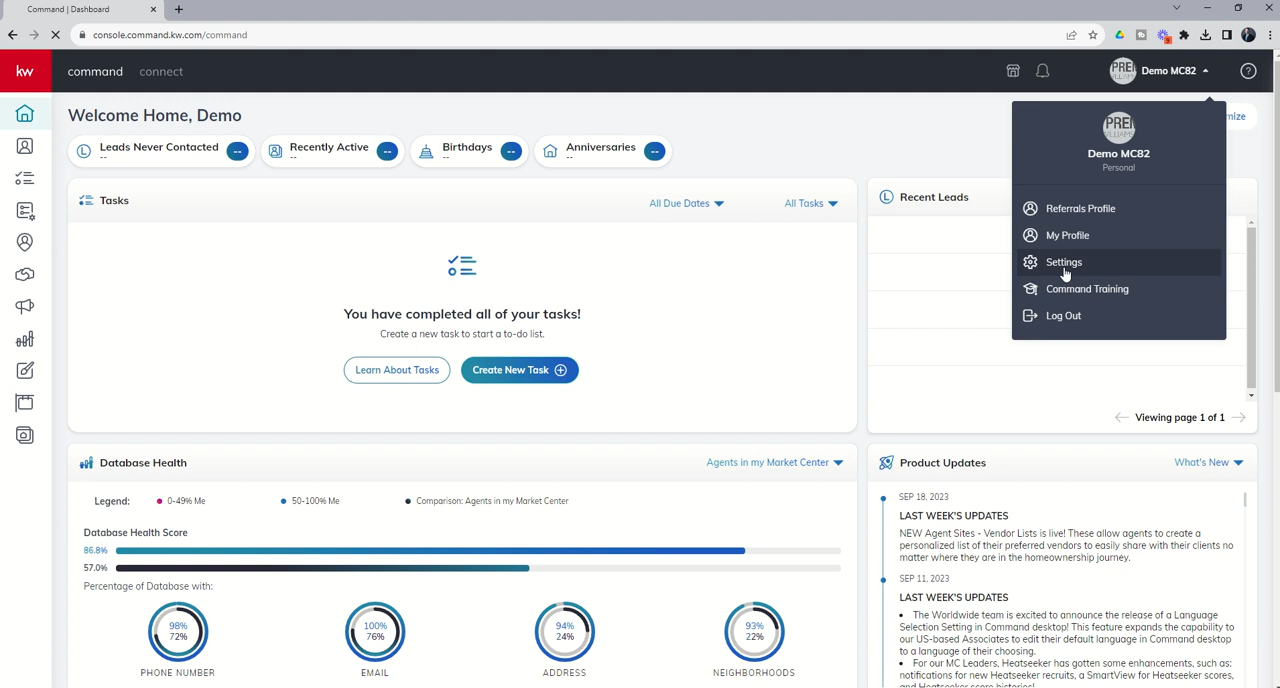 Command | Dashboard
console.command.kw.com/command
kw
command
connect
Demo MC82
Welcome Home, Demo
Leads Never Contacted
--
--
Recently Active
--
--
Birthdays
--
--
Anniversaries
--
--
mize
PREI
Demo MC82
Personal
Referrals Profile
My Profile
Settings
Command Training
Log Out
Tasks
All Due Dates
All Tasks
You have completed all of your tasks!
Create a new task to start a to-do list.
Learn About Tasks
Create New Task
Recent Leads
Viewing page 1 of 1
Database Health
Agents in my Market Center
Legend:
0-49% Me
50-100% Me
Comparison: Agents in my Market Center
Database Health Score
86.8%
57.0%
Percentage of Database with:
98%
72%
PHONE NUMBER
100%
76%
EMAIL
94%
24%
ADDRESS
93%
22%
NEIGHBORHOODS
Product Updates
What's New
SEP 18, 2023
LAST WEEK'S UPDATES
NEW Agent Sites - Vendor Lists is live! These allow agents to create a
personalized list of their preferred vendors to easily share with their clients no
matter where they are in the homeownership journey.
SEP 11, 2023
LAST WEEK'S UPDATES
• The Worldwide team is excited to announce the release of a Language
Selection Setting in Command desktop! This feature expands the capability to
our US-based Associates to edit their default language in Command desktop
to a language of their choosing.
• For our MC Leaders, Heatseeker has gotten some enhancements, such as:
notifications for new Heatseeker recruits, a SmartView for Heatseeker scores,
and Heatseeker score histories!